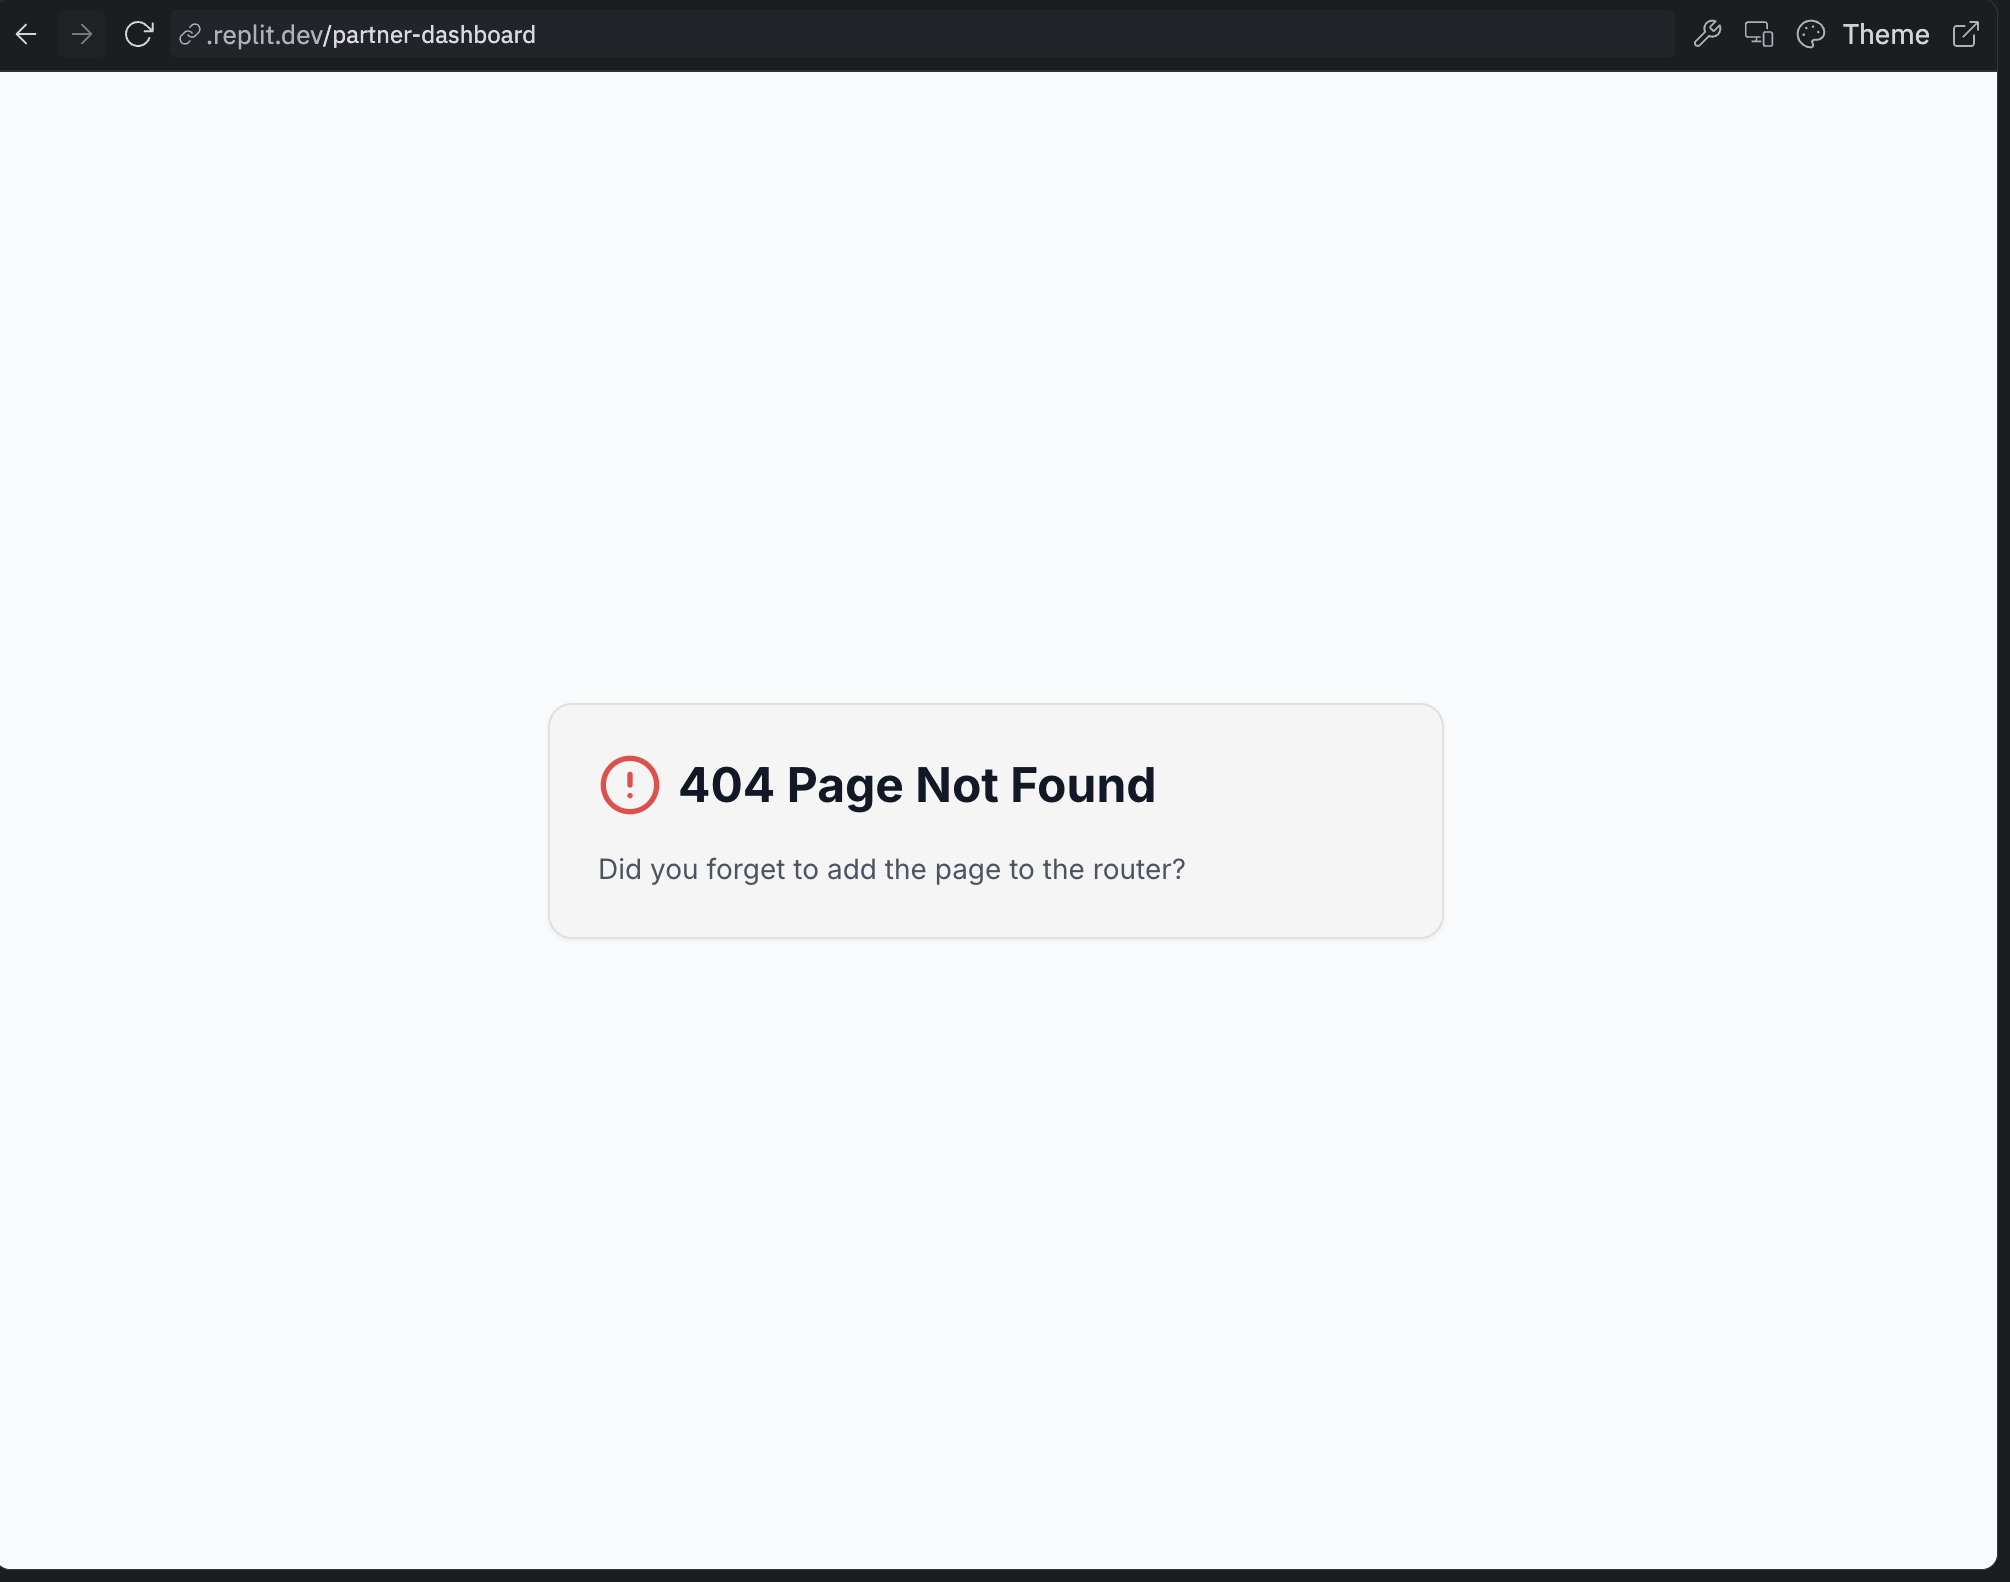 .replit.dev/partner-dashboard
Theme
404 Page Not Found
Did you forget to add the page to the router?